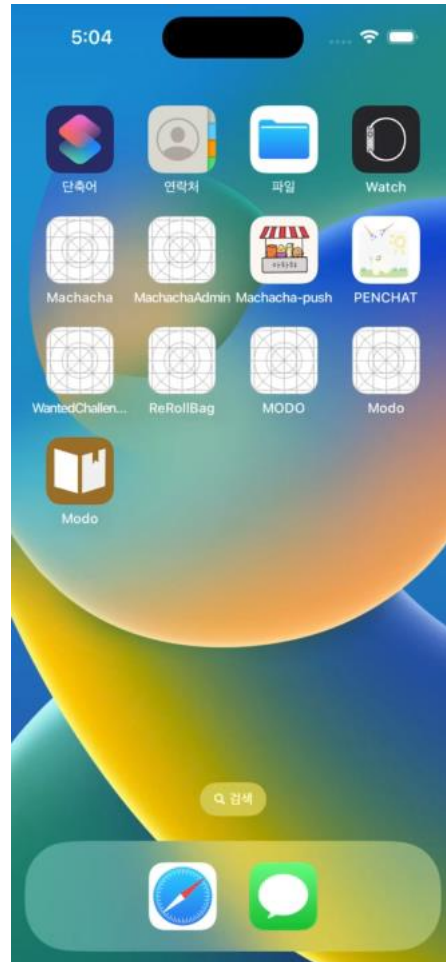 5:04
단축어 연락처 파일 Watch
Machacha MachachaAdmin Machacha-push PENCHAT
WantedChallen... ReRollBag MODO Modo
Modo
검색